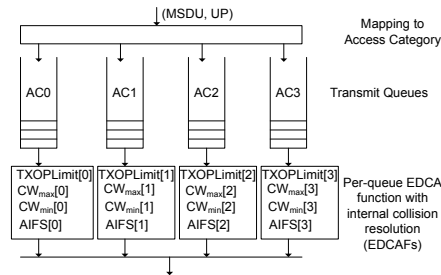 (MSDU, UP)
Mapping to
Access Category
AC0 AC1 AC2 AC3
Transmit Queues
TXOPLimit[0] TXOPLimit[1] TXOPLimit[2] TXOPLimit[3]
CWmax[0] CWmax[1] CWmax[2] CWmax[3]
CWmin[0] CWmin[1] CWmin[2] CWmin[3]
AIFS[0] AIFS[1] AIFS[2] AIFS[3]
Per-queue EDCA
function with
internal collision
resolution
(EDCAFs)